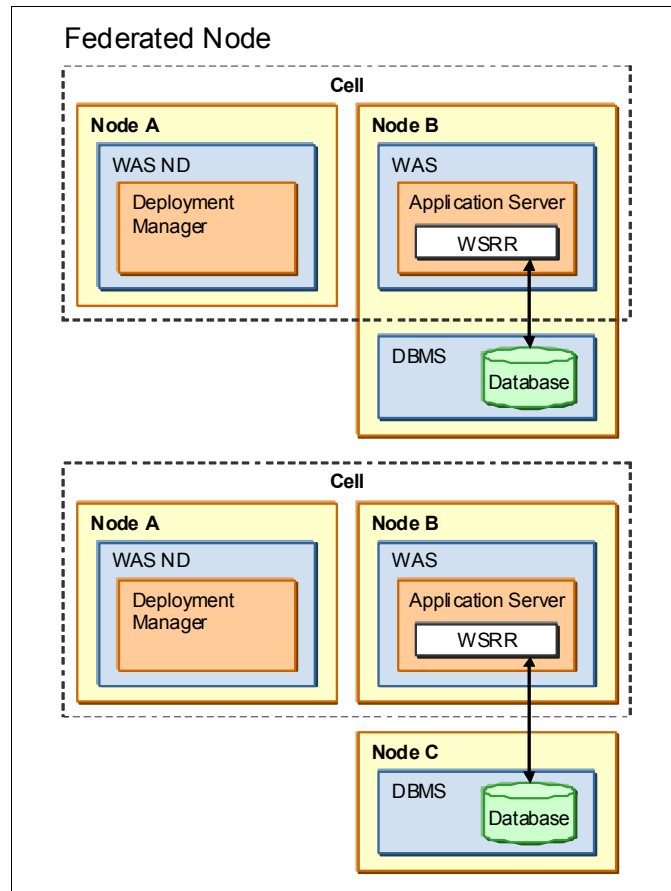 Federated Node
Cell
Node A
WAS ND
Deployment
Manager
Node B
WAS
Application Server
WSRR
DBMS
Database
Cell
Node A
WAS ND
Deployment
Manager
Node B
WAS
Application Server
WSRR
Node C
DBMS
Database